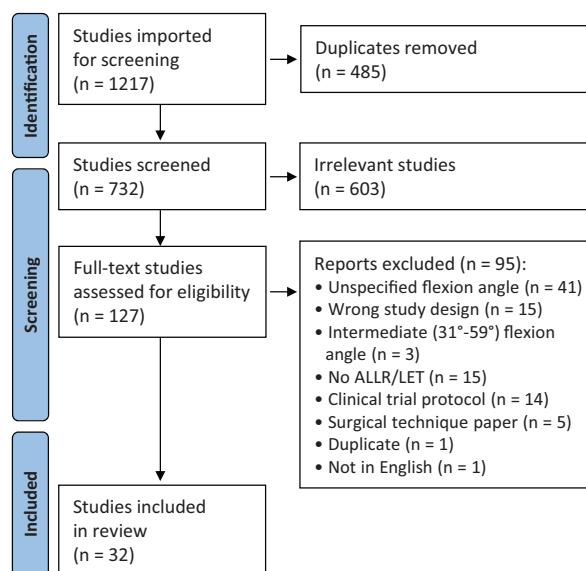 Identification
Studies imported
for screening
(n = 1217)
Duplicates removed
(n = 485)
Screening
Studies screened
(n = 732)
Irrelevant studies
(n = 603)
Full-text studies
assessed for eligibility
(n = 127)
Reports excluded (n = 95):
• Unspecified flexion angle (n = 41)
• Wrong study design (n = 15)
• Intermediate (31°-59°) flexion
angle (n = 3)
• No ALLR/LET (n = 15)
• Clinical trial protocol (n = 14)
• Surgical technique paper (n = 5)
• Duplicate (n = 1)
• Not in English (n = 1)
Included
Studies included
in review
(n = 32)